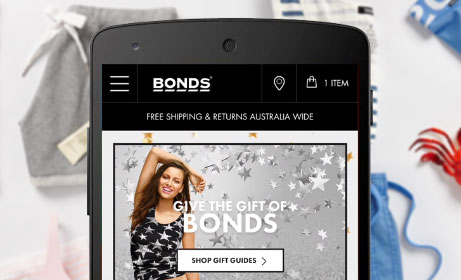 BONDS
1 ITEM
FREE SHIPPING & RETURNS AUSTRALIA WIDE
GIVE THE GIFT OF
BONDS
SHOP GIFT GUIDES